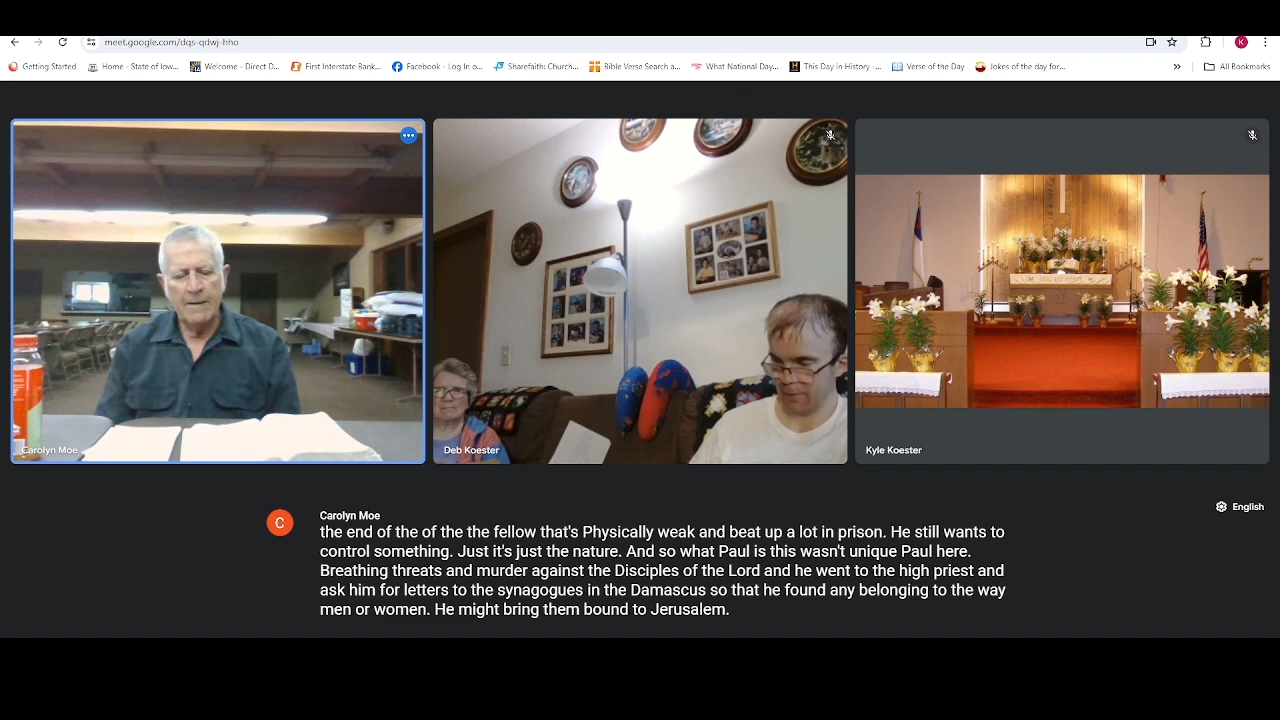 meet.google.com/dqs-qdwj-hho
Getting Started Home - State of Iow... Welcome - Direct D... First Interstate Bank... Facebook - Log In o... Sharefaith: Church... Bible Verse Search a... What National Day... This Day in History -... Verse of the Day Jokes of the day for... » All Bookmarks
K
Carolyn Moe
Deb Koester
Kyle Koester
English
C
Carolyn Moe
the end of the of the the fellow that's Physically weak and beat up a lot in prison. He still wants to
control something. Just it's just the nature. And so what Paul is this wasn't unique Paul here.
Breathing threats and murder against the Disciples of the Lord and he went to the high priest and
ask him for letters to the synagogues in the Damascus so that he found any belonging to the way
men or women. He might bring them bound to Jerusalem.